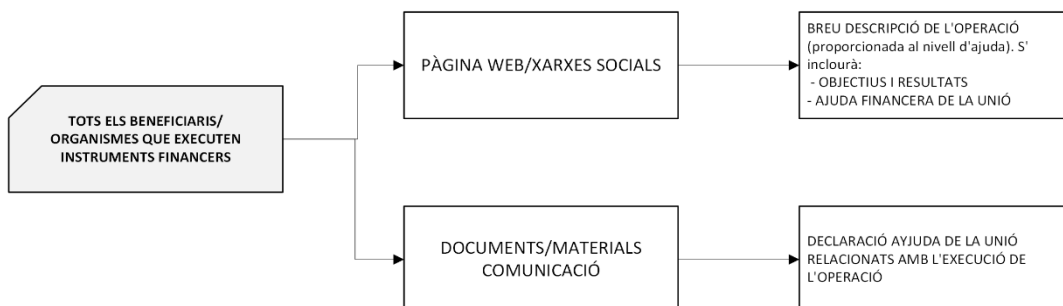 TOTS ELS BENEFICIARIS/
ORGANISMES QUE EXECUTEN
INSTRUMENTS FINANCERS
PÀGINA WEB/XARXES SOCIALS
BREU DESCRIPCIÓ DE L'OPERACIÓ
(proporcionada al nivell d'ajuda). S'
inclourà:
- OBJECTIUS I RESULTATS
- AJUDA FINANCERA DE LA UNIÓ
DOCUMENTS/MATERIALS
COMUNICACIÓ
DECLARACIÓ AYJUDA DE LA UNIÓ
RELACIONATS AMB L'EXECUCIÓ DE
L'OPERACIÓ